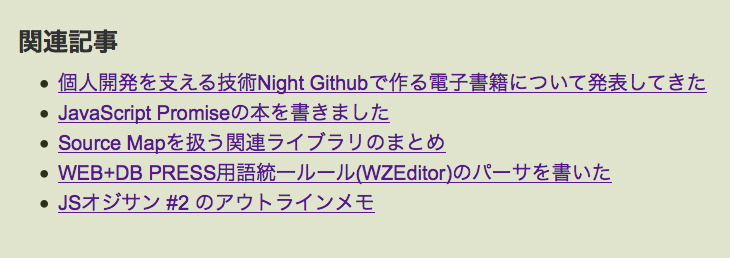 関連記事
個人開発を支える技術Night Githubで作る電子書籍について発表してきた
JavaScript Promiseの本を書きました
Source Mapを扱う関連ライブラリのまとめ
WEB+DB PRESS用語統一ルール(WZEditor)のパーサを書いた
JSオジサン #2 のアウトラインメモ